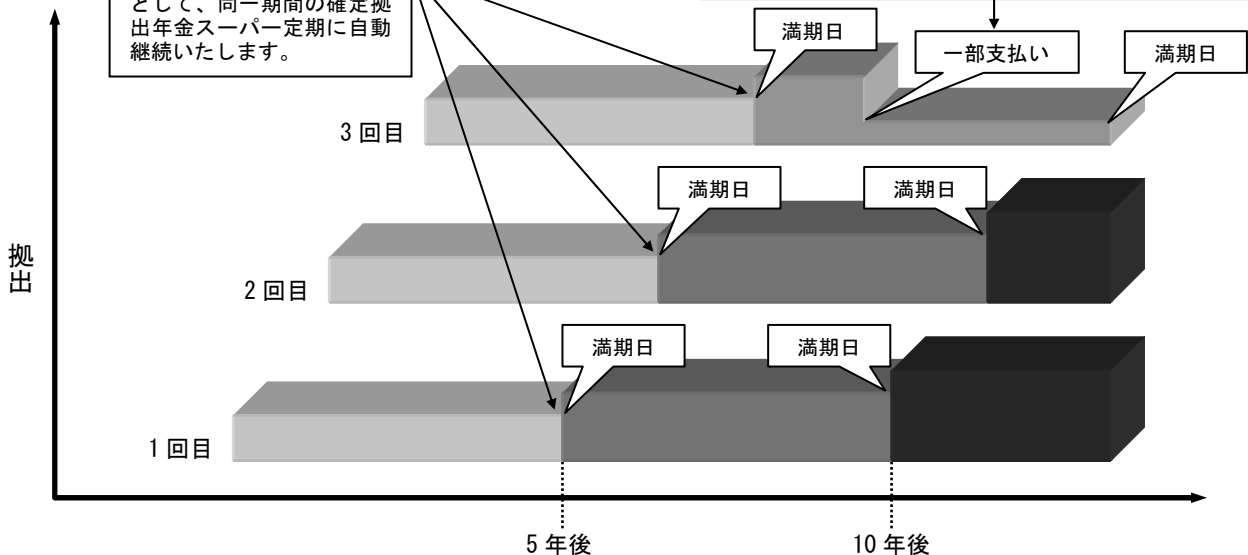 として、同一期間の確定拠
出年金スーパー定期に自動
継続いたします。
満期日
一部支払い
満期日
3 回目
満期日
満期日
2 回目
拠出
満期日
満期日
1 回目
5 年後
10 年後